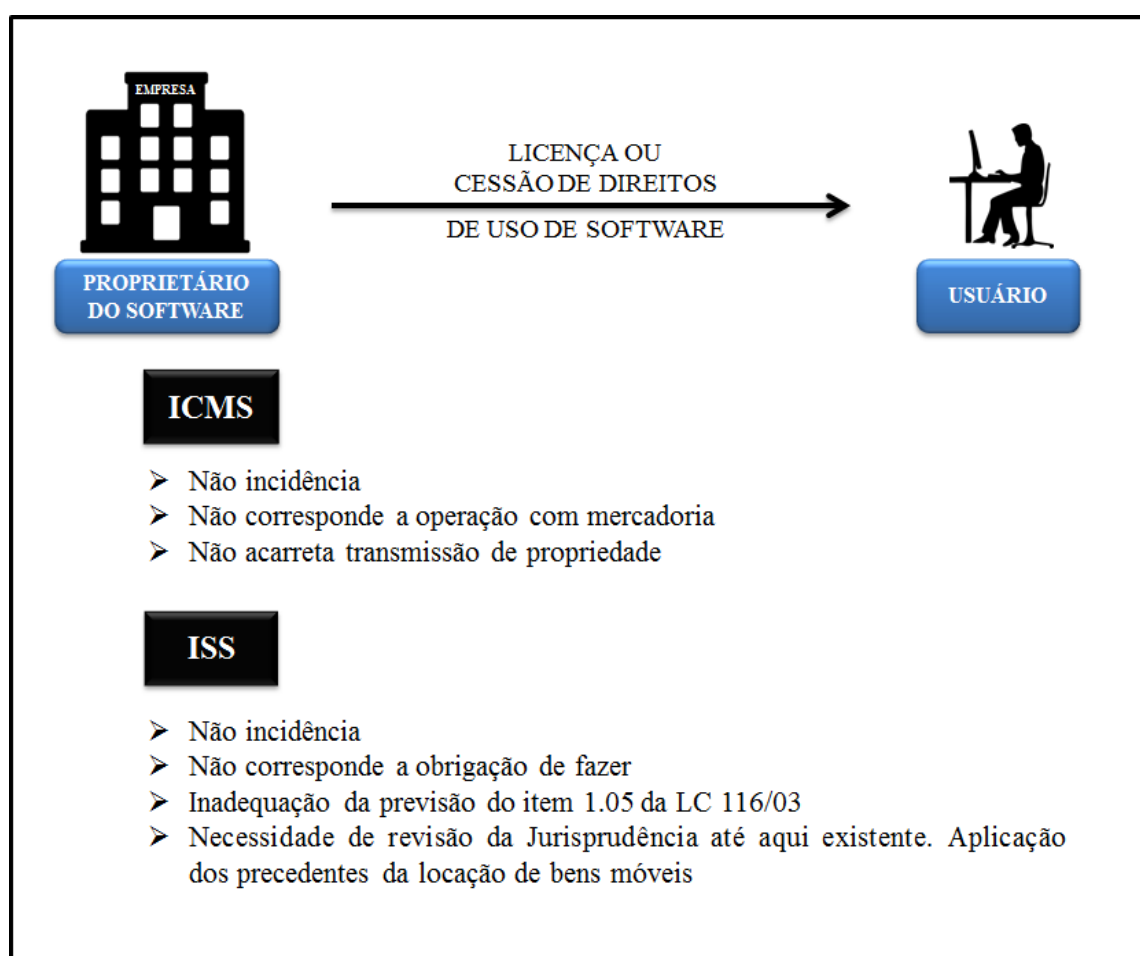 EMPRESA
LICENÇA OU
CESSÃO DE DIREITOS
DE USO DE SOFTWARE
PROPRIETÁRIO
DO SOFTWARE
USUÁRIO
ICMS
➢ Não incidência
➢ Não corresponde a operação com mercadoria
➢ Não acarreta transmissão de propriedade
ISS
➢ Não incidência
➢ Não corresponde a obrigação de fazer
➢ Inadequação da previsão do item 1.05 da LC 116/03
➢ Necessidade de revisão da Jurisprudência até aqui existente. Aplicação
dos precedentes da locação de bens móveis